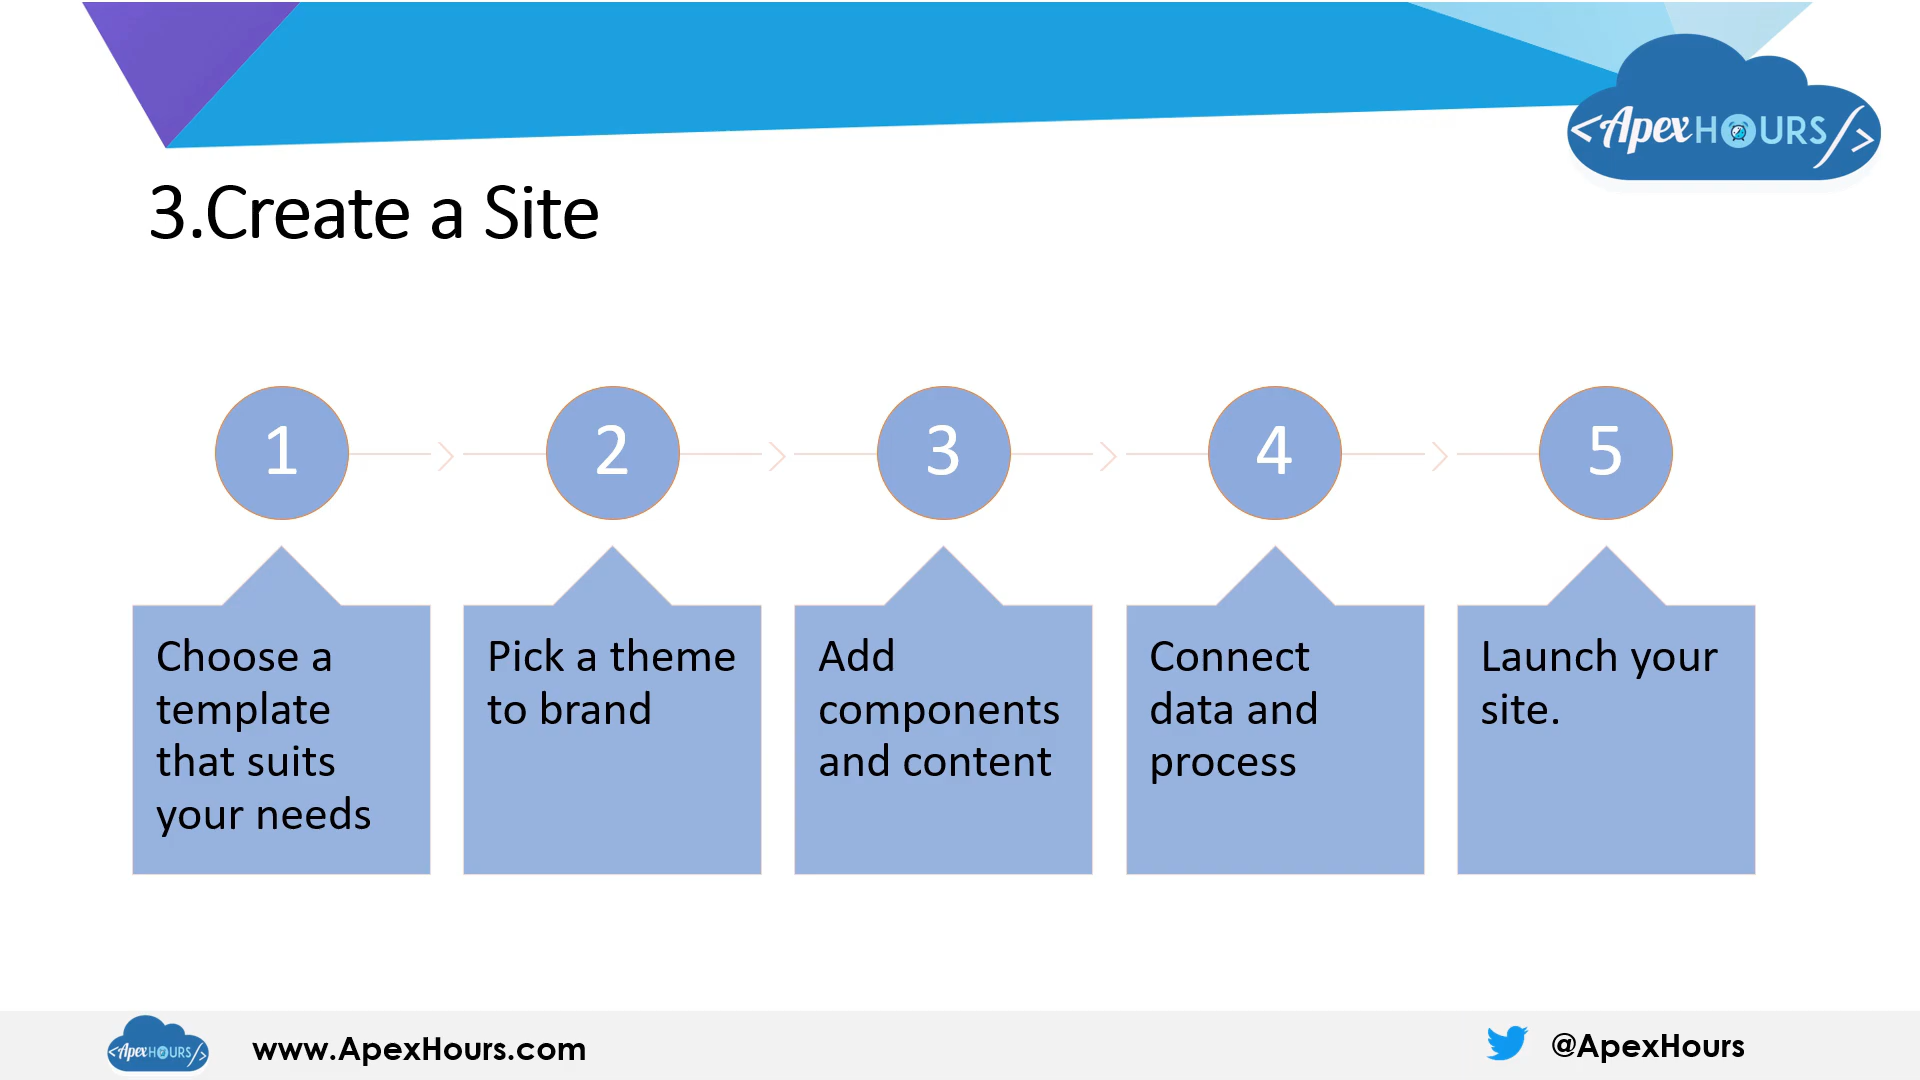 <ApexHOURS/>
3.Create a Site
1
2
3
4
5
Choose a
template
that suits
your needs
Pick a theme
to brand
Add
components
and content
Connect
data and
process
Launch your
site.
<ApexHOURS/>
www.ApexHours.com
@ApexHours